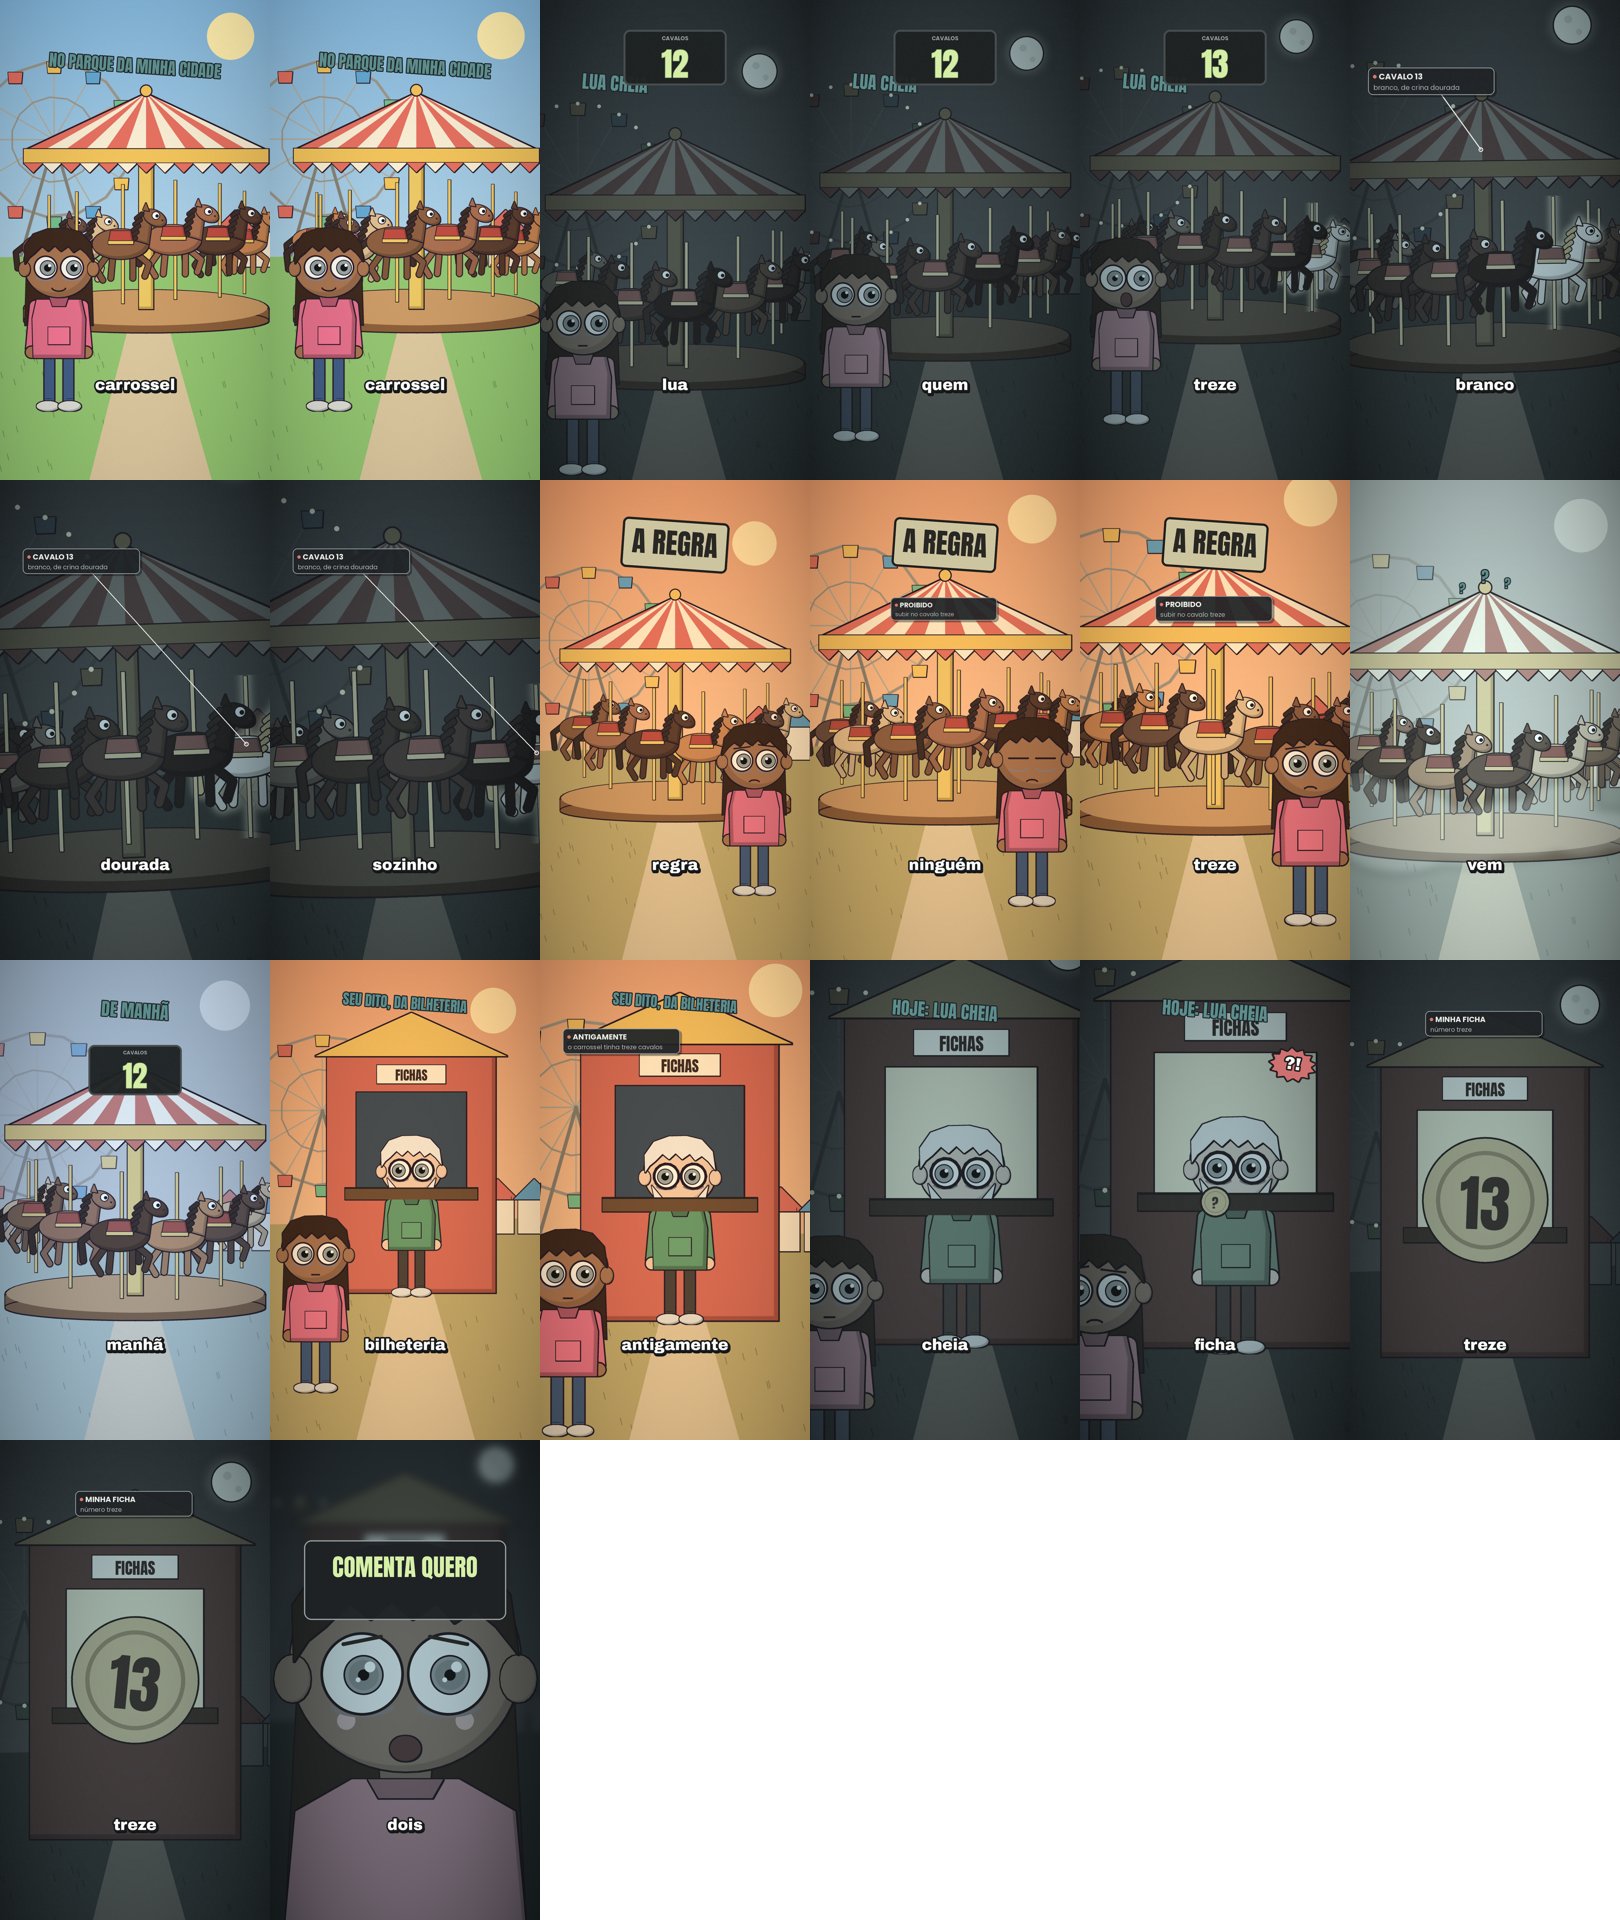 NO PARQUE DA MINHA CIDADE
carrossel
NO PARQUE DA MINHA CIDADE
carrossel
CAVALOS
12
LUA CHEIA
lua
CAVALOS
12
LUA CHEIA
quem
CAVALOS
13
LUA CHEIA
treze
CAVALO 13
branco, de crina dourada
branco
CAVALO 13
branco, de crina dourada
dourada
CAVALO 13
branco, de crina dourada
sozinho
A REGRA
regra
A REGRA
PROIBIDO
subir no cavalo treze
ninguém
A REGRA
PROIBIDO
subir no cavalo treze
treze
? ? ?
vem
DE MANHÃ
CAVALOS
12
manhã
SEU DITO, DA BILHETERIA
FICHAS
bilheteria
SEU DITO, DA BILHETERIA
ANTIGAMENTE
o carrossel tinha treze cavalos
FICHAS
antigamente
HOJE: LUA CHEIA
FICHAS
cheia
HOJE: LUA CHEIA
FICHAS
?!
?
ficha
MINHA FICHA
número treze
FICHAS
13
treze
MINHA FICHA
número treze
FICHAS
13
treze
COMENTA QUERO
dois